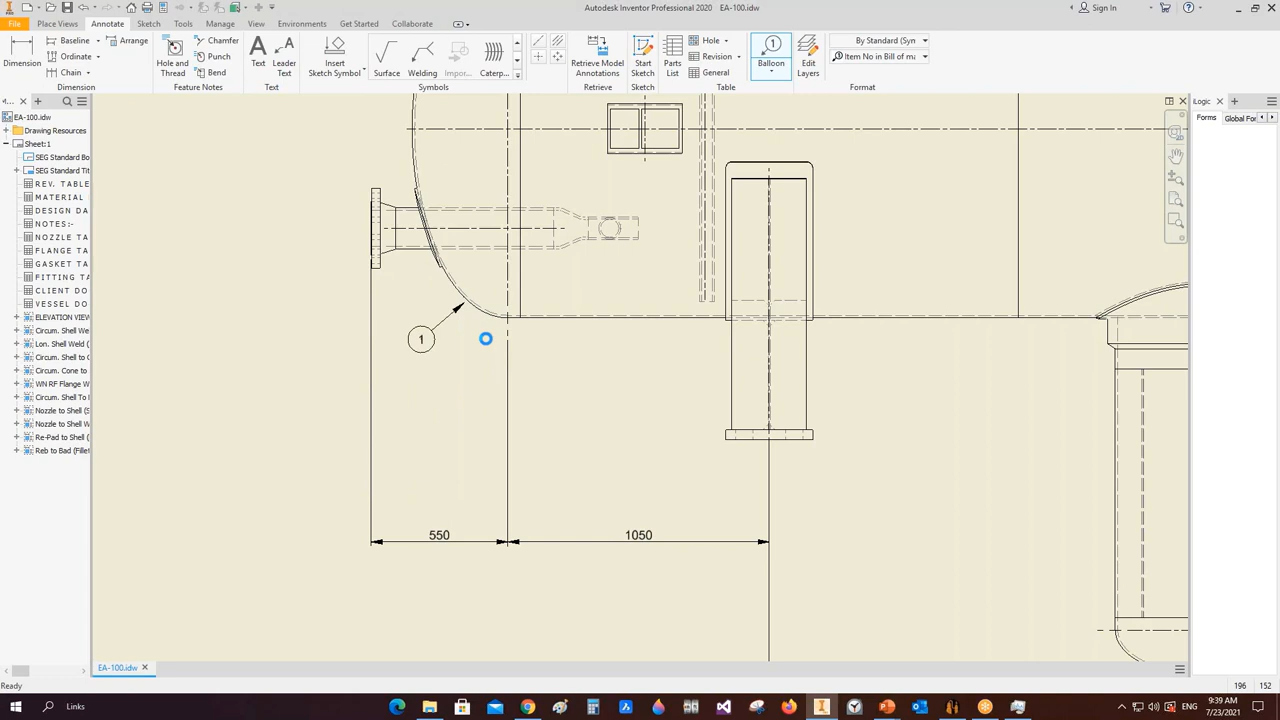 Autodesk Inventor Professional 2020 EA-100.idw
Sign In
File Place Views Annotate Sketch Tools Manage View Environments Get Started Collaborate
Dimension
Baseline
Ordinate
Chain
Arrange
Dimension
Hole and Thread
Chamfer
Punch
Bend
Feature Notes
Text
Leader Text
Text
Insert Sketch Symbol
Surface
Welding
Impor...
Caterp...
Symbols
Retrieve Model Annotations
Retrieve
Start Sketch
Sketch
Parts List
Hole
Revision
General
Table
Balloon
Edit Layers
By Standard (Syn
Item No in Bill of ma
Format
EA-100.idw
Drawing Resources
Sheet:1
SEG Standard Bo
SEG Standard Titl
REV. TABLE
MATERIAL
DESIGN DA
NOTES:-
NOZZLE TA
FLANGE TA
GASKET TA
FITTING TA
CLIENT DO
VESSEL DO
ELEVATION VIEW
Circum. Shell We
Lon. Shell Weld (
Circum. Shell to C
Circum. Cone to
WN RF Flange W
Circum. Shell To
Nozzle to Shell (S
Nozzle to Shell (
Re-Pad to Shell (
Reb to Bad (Fillet
iLogic
Forms Global For
1
550
1050
EA-100.idw
Ready
196 152
Links
ENG
9:39 AM
7/23/2021